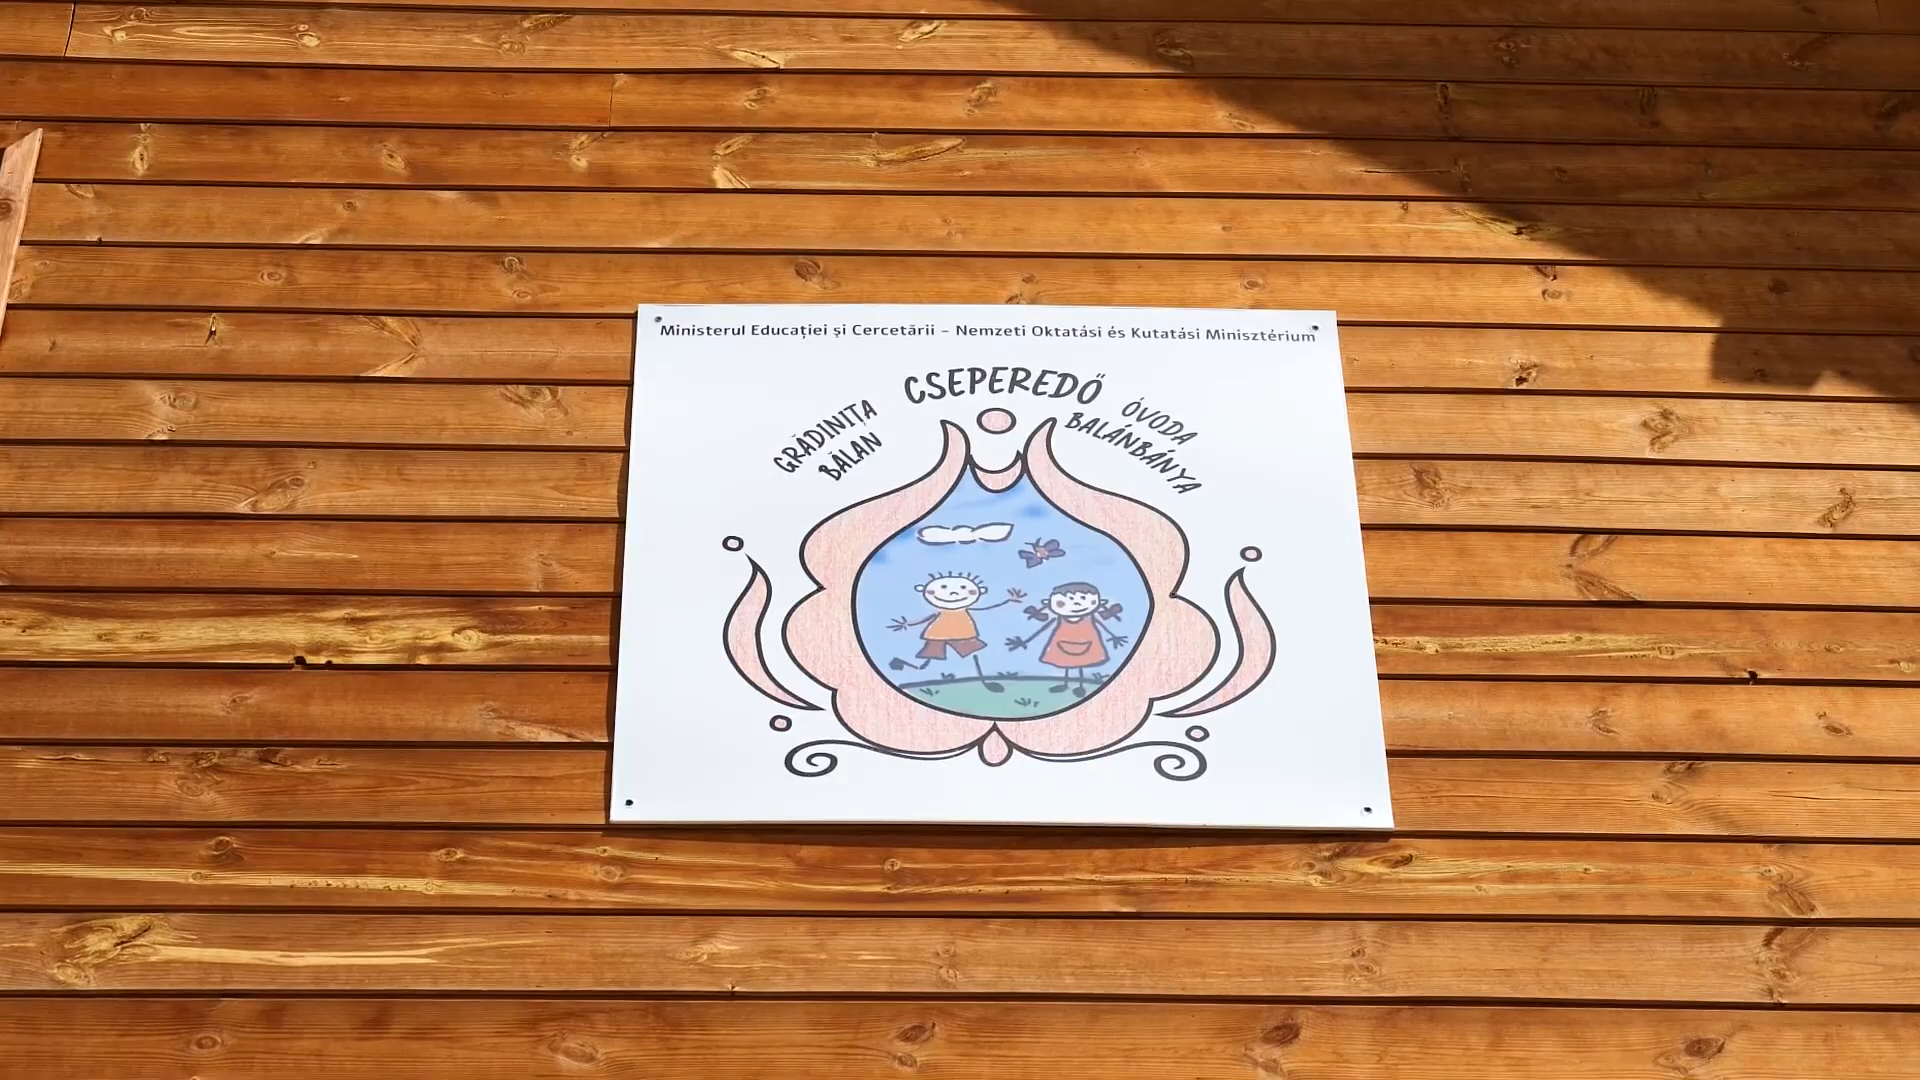 Ministerul Educației și Cercetării – Nemzeti Oktatási és Kutatási Minisztérium
CSEPEREDŐ
GRĂDINIȚA
BĂLAN
ÓVODA
BALÁNBÁNYA